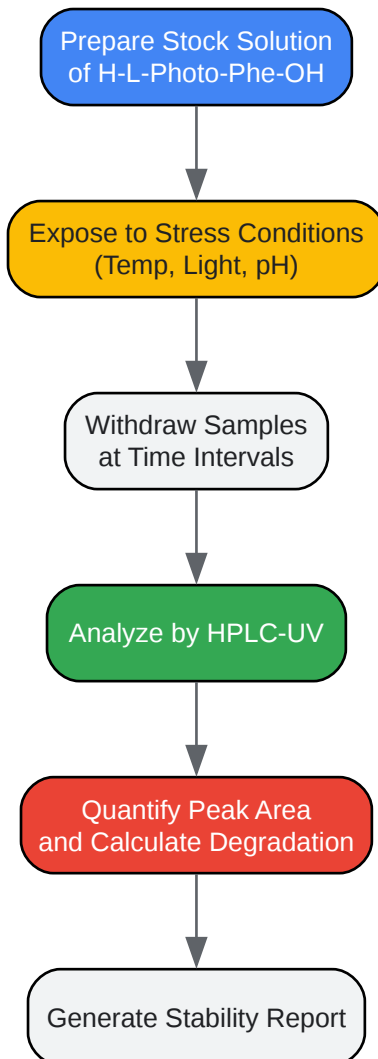 Prepare Stock Solution
of H-L-Photo-Phe-OH
Expose to Stress Conditions
(Temp, Light, pH)
Withdraw Samples
at Time Intervals
Analyze by HPLC-UV
Quantify Peak Area
and Calculate Degradation
Generate Stability Report